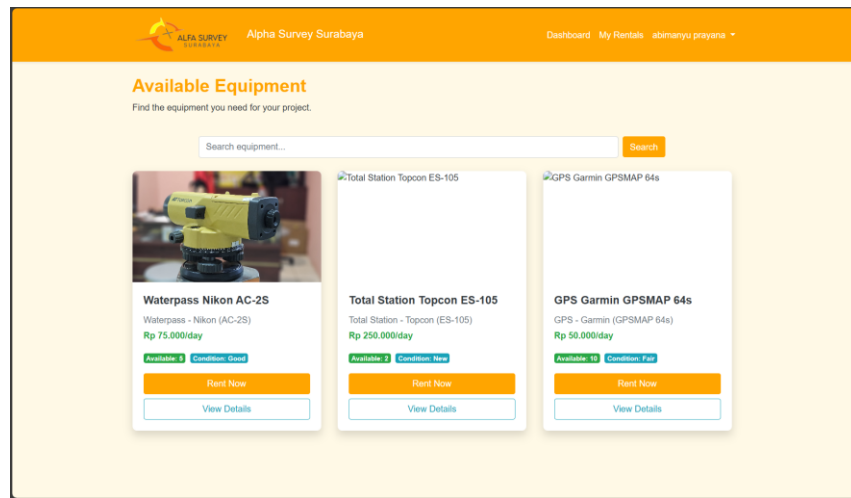 ALFA SURVEY
SURABAYA
Alpha Survey Surabaya
Dashboard My Rentals abimanyu prayana
Available Equipment
Find the equipment you need for your project.
Search equipment...
Search
TOPCON
Total Station Topcon ES-105
GPS Garmin GPSMAP 64s
Waterpass Nikon AC-2S
Waterpass - Nikon (AC-2S)
Rp 75.000/day
Available: 5 Condition: Good
Rent Now
View Details
Total Station Topcon ES-105
Total Station - Topcon (ES-105)
Rp 250.000/day
Available: 2 Condition: New
Rent Now
View Details
GPS Garmin GPSMAP 64s
GPS - Garmin (GPSMAP 64s)
Rp 50.000/day
Available: 10 Condition: Fair
Rent Now
View Details